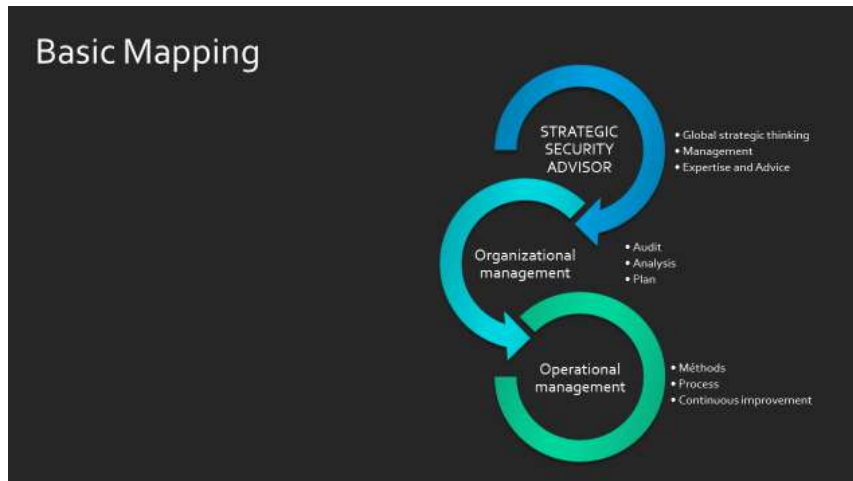 Basic Mapping
STRATEGIC
SECURITY
ADVISOR
• Global strategic thinking
• Management
• Expertise and Advice
Organizational
management
• Audit
• Analysis
• Plan
Operational
management
• Méthods
• Process
• Continuous improvement